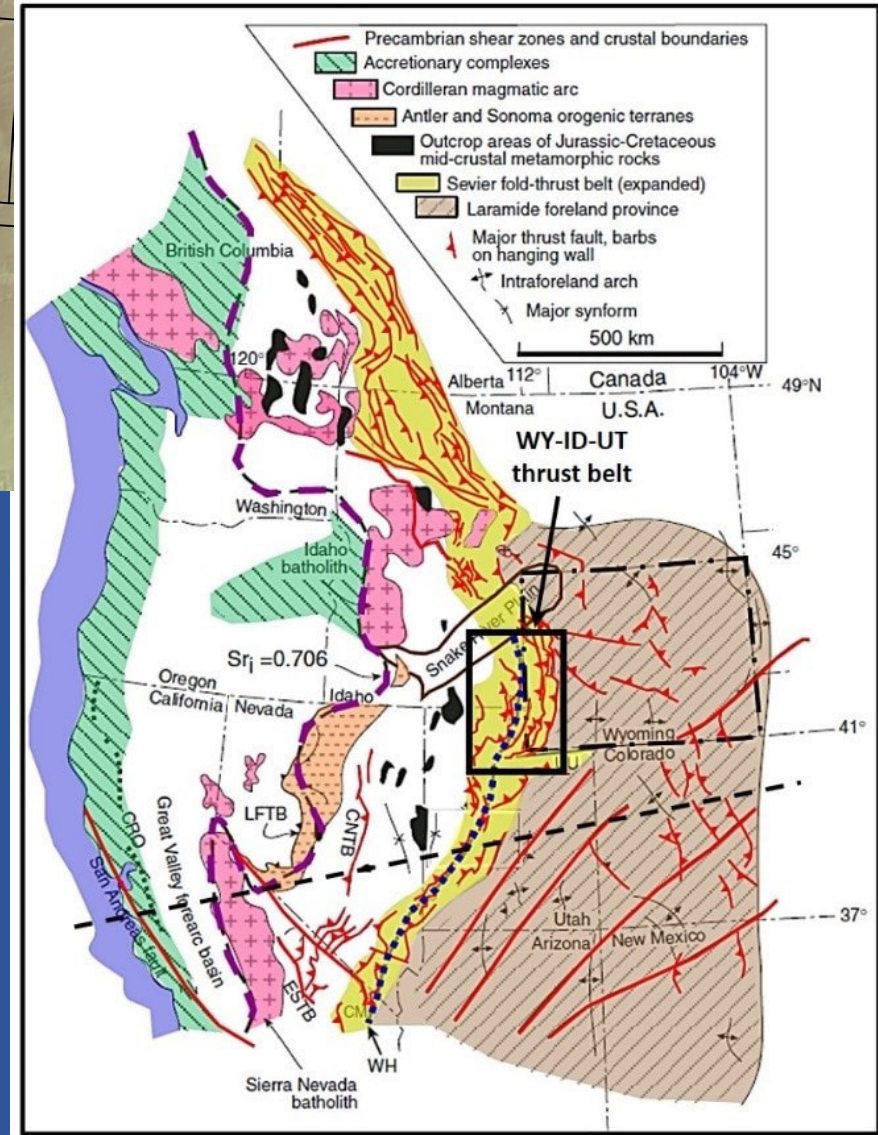 Precambrian shear zones and crustal boundaries
Accretionary complexes
Cordilleran magmatic arc
Antler and Sonoma orogenic terranes
Outcrop areas of Jurassic-Cretaceous
mid-crustal metamorphic rocks
Sevier fold-thrust belt (expanded)
Laramide foreland province
Major thrust fault, barbs
on hanging wall
Intraforeland arch
Major synform
500 km
British Columbia
120°
Alberta
112°
Canada
104°W
49°N
Montana
U.S.A.
WY-ID-UT
thrust belt
Washington
Idaho
batholith
45°
Snake River Plain
Sri =0.706
Oregon
California
Nevada
Idaho
Wyoming
Colorado
41°
LFTB
CNTB
CRO
Great Valley forearc basin
San Andreas fault
ESTB
Utah
Arizona
New Mexico
37°
CM
WH
Sierra Nevada
batholith